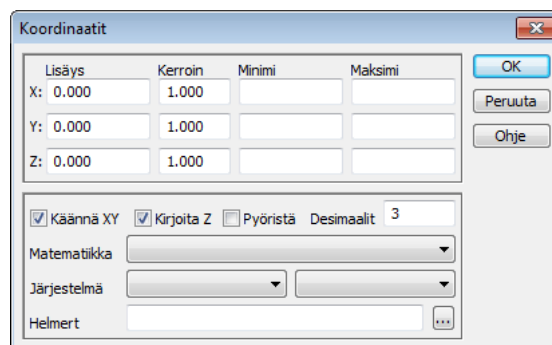 Koordinaatit
Lisäys Kerroin Minimi Maksimi
X: 0.000 1.000
Y: 0.000 1.000
Z: 0.000 1.000
OK
Peruuta
Ohje
Käännä XY Kirjoita Z Pyöristä Desimaalit 3
Matematiikka
Järjestelmä
Helmert ...